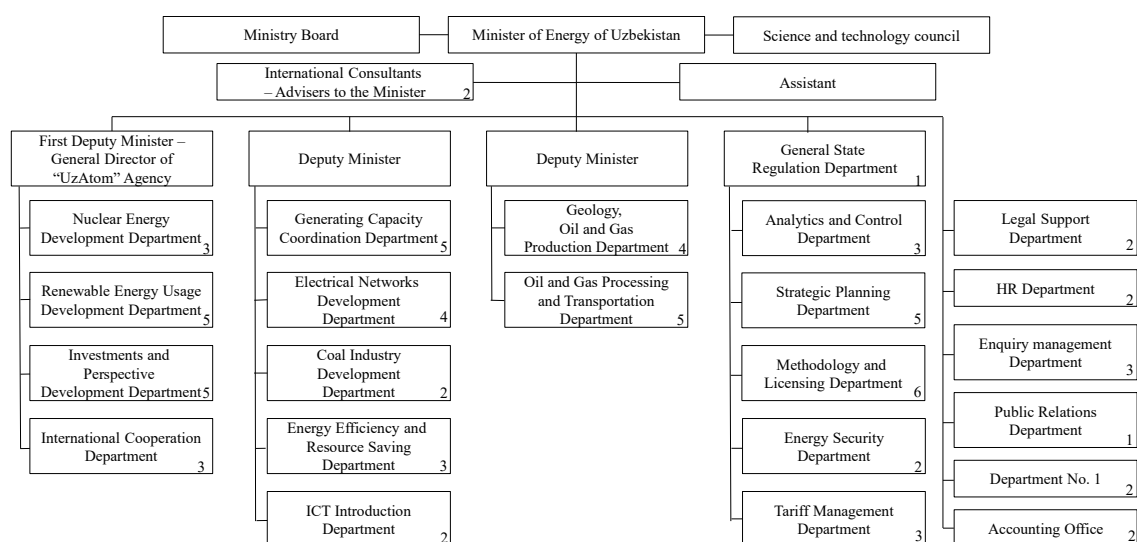 Ministry Board
Minister of Energy of Uzbekistan
Science and technology council
International Consultants
– Advisers to the Minister
2
Assistant
First Deputy Minister –
General Director of
“UzAtom” Agency
Nuclear Energy
Development Department
3
Renewable Energy Usage
Development Department
5
Investments and
Perspective
Development Department
5
International Cooperation
Department
3
Deputy Minister
Generating Capacity
Coordination Department
5
Electrical Networks
Development
Department
4
Coal Industry
Development
Department
2
Energy Efficiency and
Resource Saving
Department
3
ICT Introduction
Department
2
Deputy Minister
Geology,
Oil and Gas
Production Department
4
Oil and Gas Processing
and Transportation
Department
5
General State
Regulation Department
1
Analytics and Control
Department
3
Strategic Planning
Department
5
Methodology and
Licensing Department
6
Energy Security
Department
2
Tariff Management
Department
3
Legal Support
Department
2
HR Department
2
Enquiry management
Department
3
Public Relations
Department
1
Department No. 1
2
Accounting Office
2